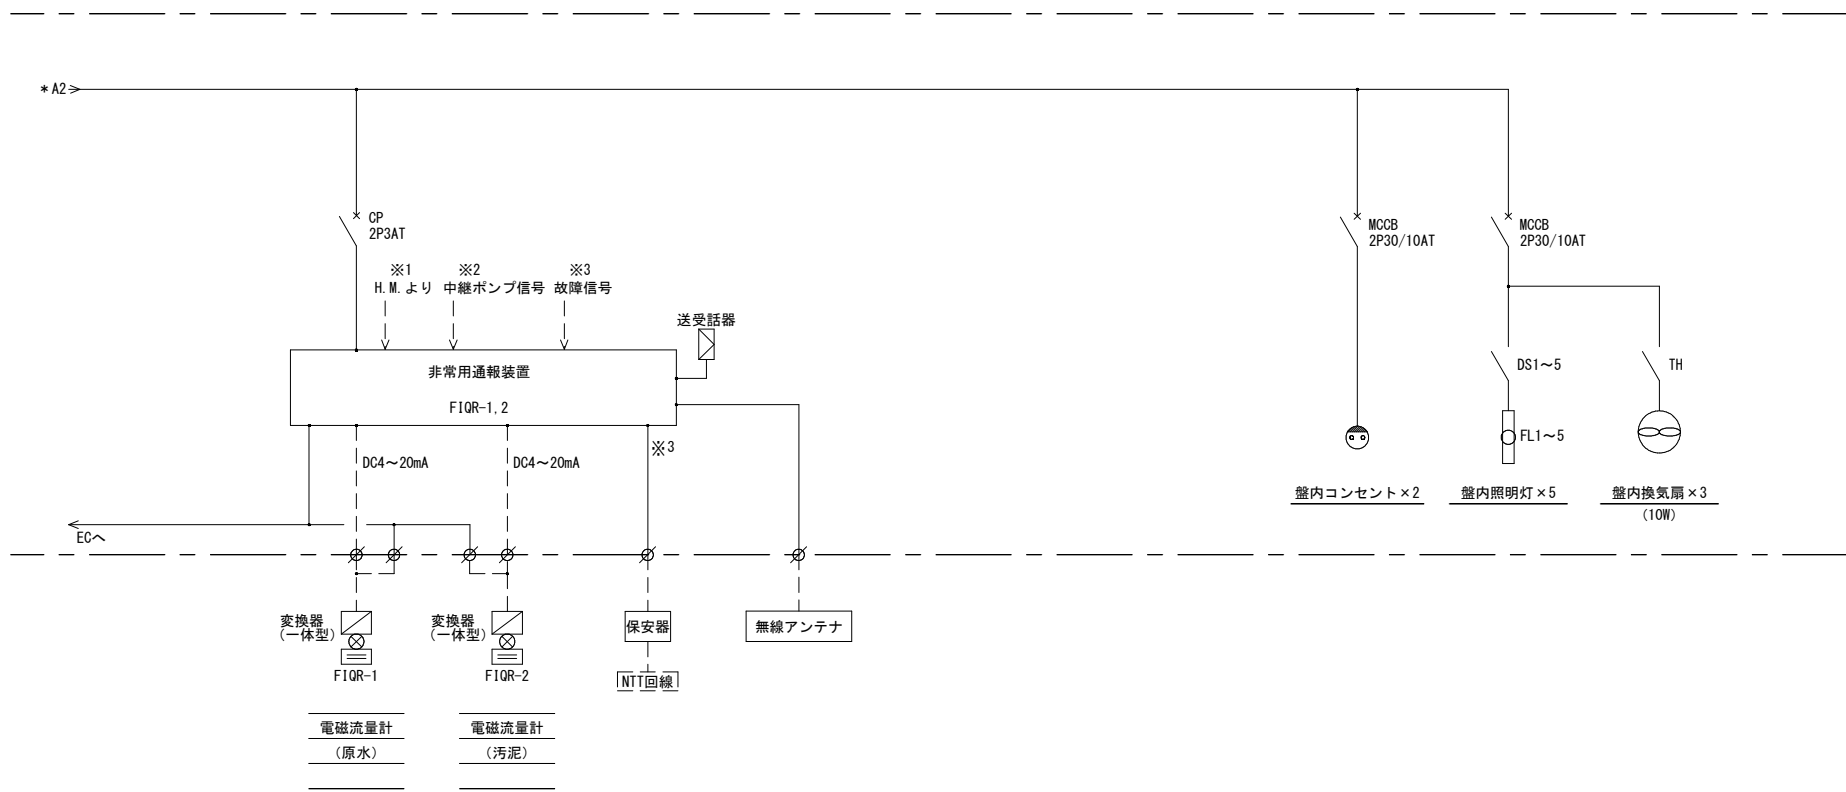 *A2
CP
2P3AT
MCCB
2P30/10AT
MCCB
2P30/10AT
※1
H.M.より
※2
中継ポンプ信号
※3
故障信号
送受話器
非常用通報装置
FIQR-1,2
DS1～5
TH
FL1～5
※3
DC4～20mA
DC4～20mA
盤内コンセント×2
盤内照明灯×5
盤内換気扇×3
(10W)
ECへ
変換器
(一体型)
変換器
(一体型)
保安器
無線アンテナ
FIQR-1
FIQR-2
NTT回線
電磁流量計
(原水)
電磁流量計
(汚泥)